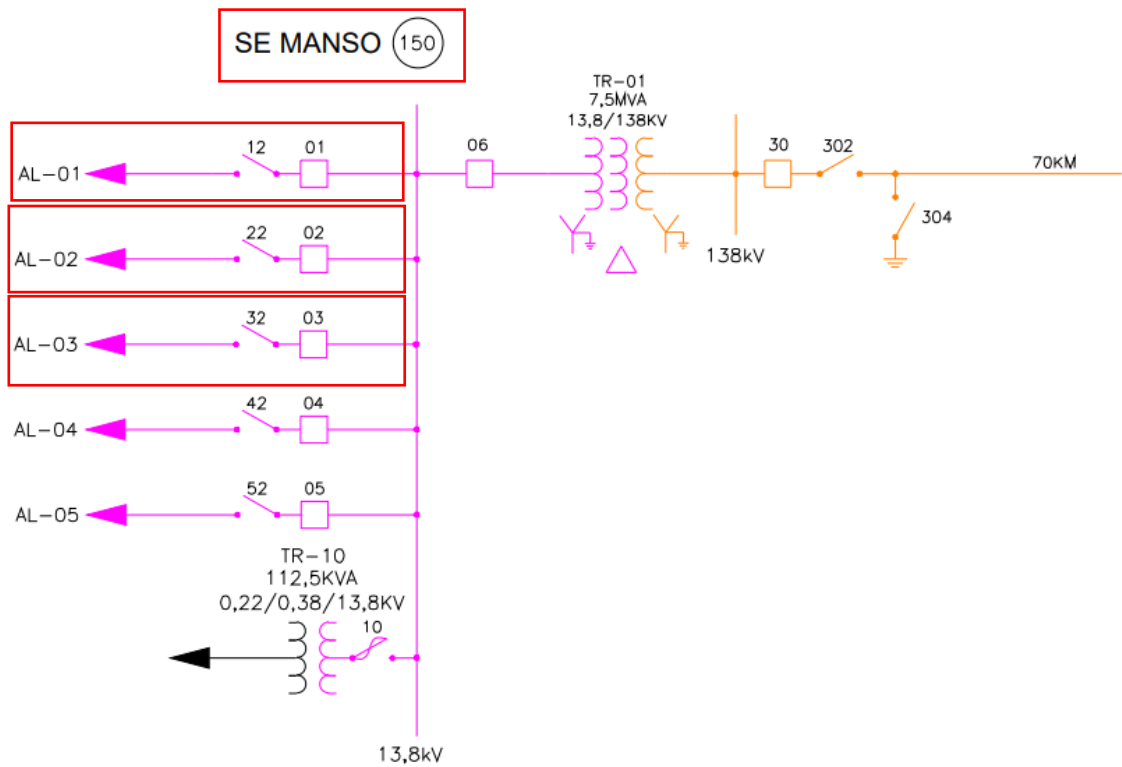 SE MANSO 150
TR-01
7,5MVA
13,8/138KV
AL-01
12
01
06
30
302
70KM
304
138kV
AL-02
22
02
AL-03
32
03
AL-04
42
04
AL-05
52
05
TR-10
112,5KVA
0,22/0,38/13,8KV
10
13,8kV